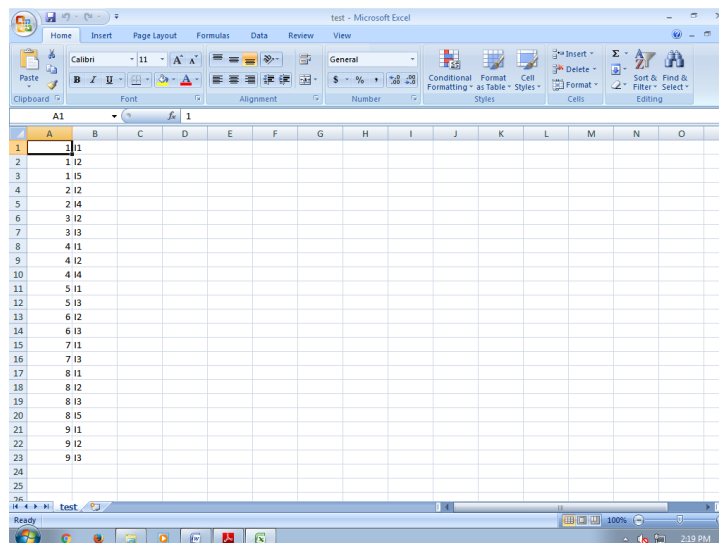 test - Microsoft Excel
Home Insert Page Layout Formulas Data Review View
Calibri 11 A A General Insert Σ
Paste Delete
B I U A $ % , .0 .00 Conditional Format Cell Format Sort & Find &
Formatting as Table Styles Filter Select
Clipboard Font Alignment Number Styles Cells Editing
A1 fx 1
A B C D E F G H I J K L M N O
1 1 I1
2 1 I2
3 1 I5
4 2 I2
5 2 I4
6 3 I2
7 3 I3
8 4 I1
9 4 I2
10 4 I4
11 5 I1
12 5 I3
13 6 I2
14 6 I3
15 7 I1
16 7 I3
17 8 I1
18 8 I2
19 8 I3
20 8 I5
21 9 I1
22 9 I2
23 9 I3
24
25
26
test
Ready 100%
2:19 PM